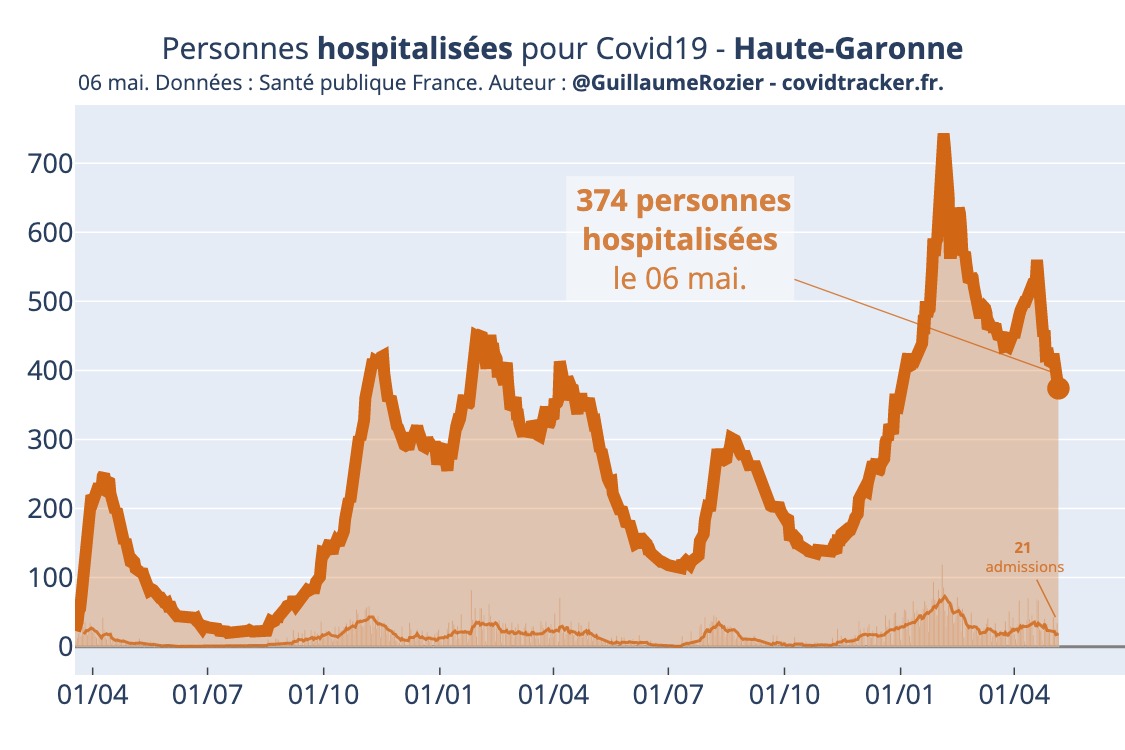 Personnes hospitalisées pour Covid19 - Haute-Garonne
06 mai. Données : Santé publique France. Auteur : @GuillaumeRozier - covidtracker.fr.
700
600
500
400
300
200
100
0
374 personnes
hospitalisées
le 06 mai.
21
admissions
01/04 01/07 01/10 01/01 01/04 01/07 01/10 01/01 01/04